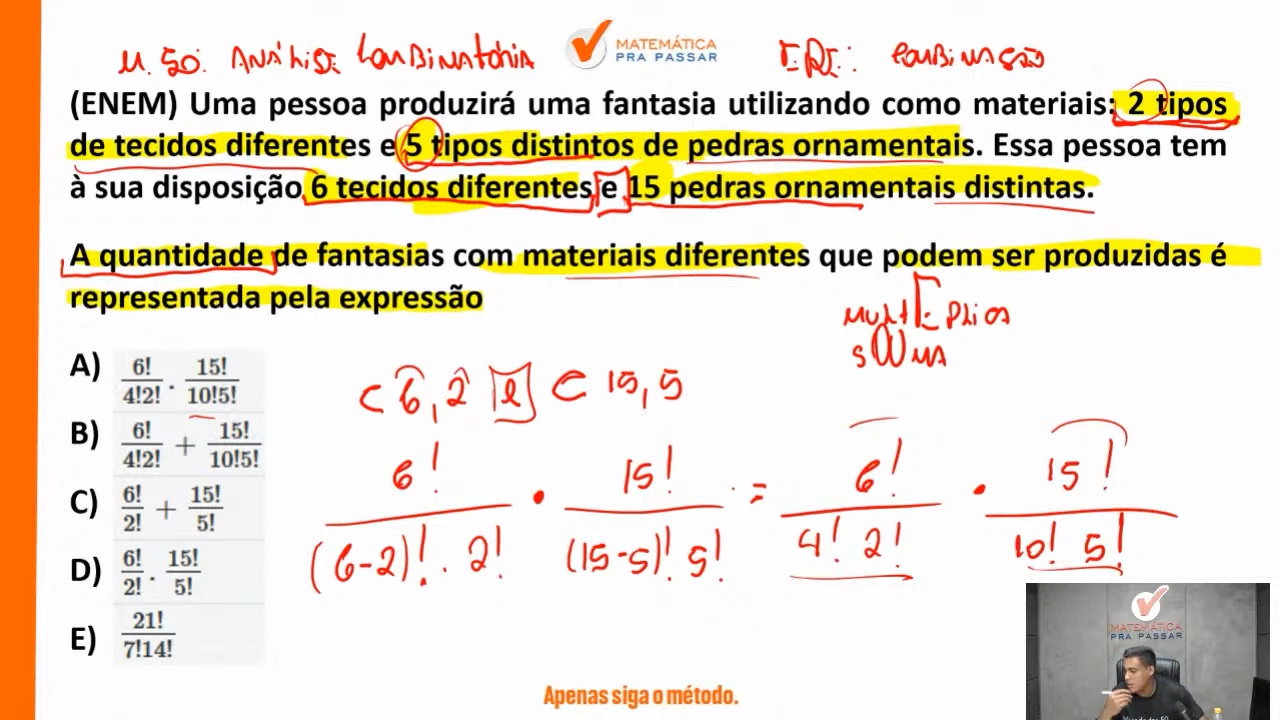 M. 50: ANÁLISE COMBINATÓRIA
MATEMÁTICA
PRA PASSAR
COMBINAÇÃO
(ENEM) Uma pessoa produzirá uma fantasia utilizando como materiais: 2 tipos
de tecidos diferentes e 5 tipos distintos de pedras ornamentais. Essa pessoa tem
à sua disposição 6 tecidos diferentes e 15 pedras ornamentais distintas.
A quantidade de fantasias com materiais diferentes que podem ser produzidas é
representada pela expressão
MULTIPLICA
SOUMA
A) 6!/4!2! · 15!/10!5!
B) 6!/4!2! + 15!/10!5!
C) 6!/2! + 15!/5!
D) 6!/2! · 15!/5!
E) 21!/7!14!
C 6,2 e C 15,5
6!/(6-2)! · 2! · 15!/(15-5)! 5! = 6!/4! 2! · 15!/10! 5!
MATEMÁTICA
PRA PASSAR
Apenas siga o método.